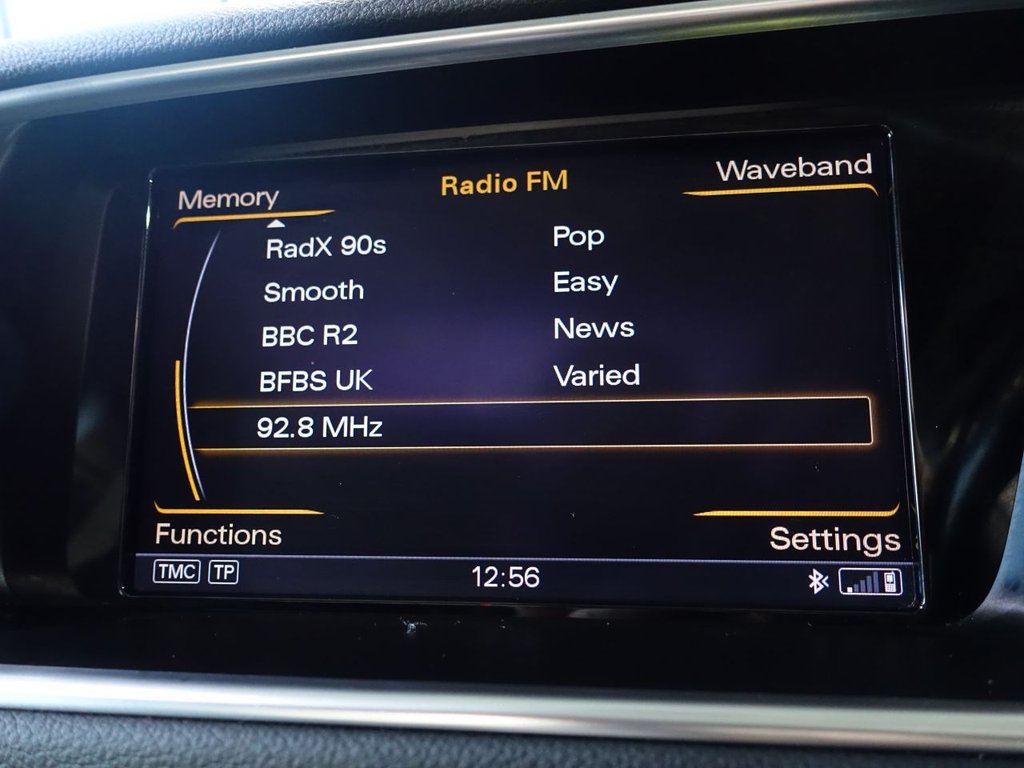 Memory Radio FM Waveband
RadX 90s Pop
Smooth Easy
BBC R2 News
BFBS UK Varied
92.8 MHz
Functions Settings
TMC TP 12:56